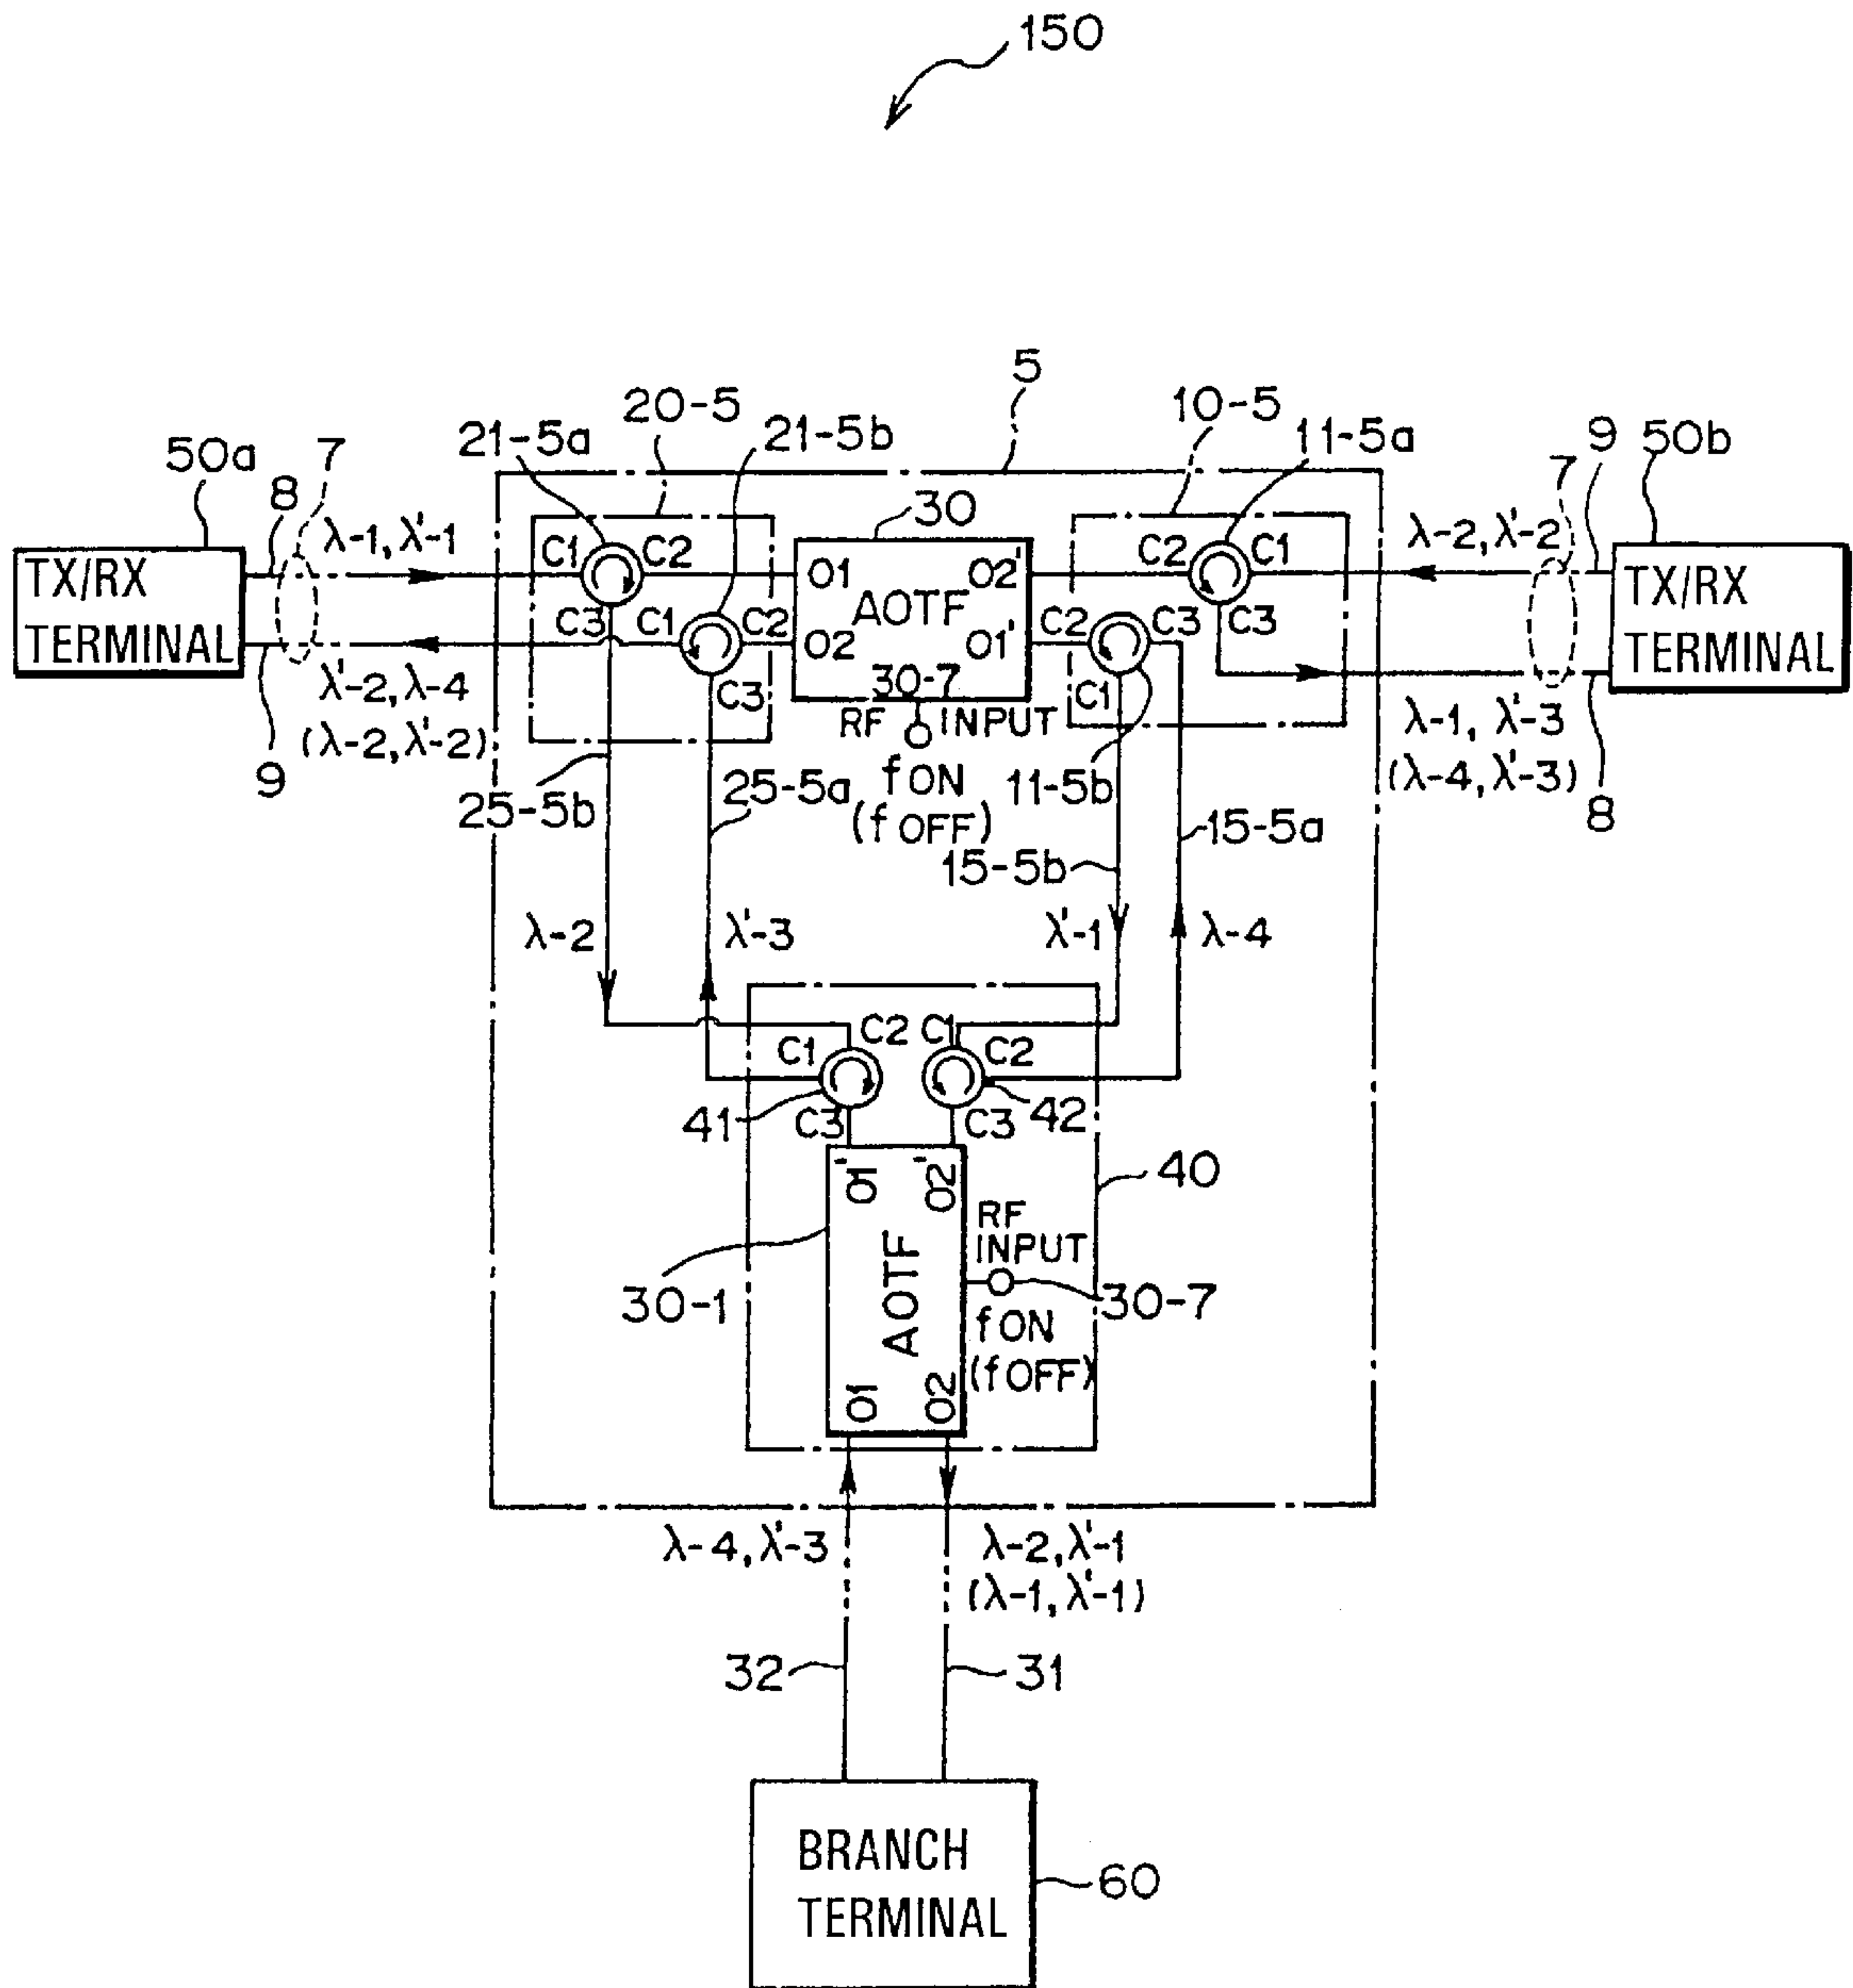 150
5
20-5
10-5
21-5a
21-5b
11-5a
50a
7
8
30
9
7
50b
λ-1, λ'-1
λ-2, λ'-2
C1
C2
O1
O2'
C2
C1
TX/RX
TERMINAL
AOTF
TX/RX
TERMINAL
C3
C1
C2
O2
O1'
C2
C3
C3
30-7
C3
C1
λ'-2, λ-4
(λ-2, λ'-2)
RF INPUT
λ-1, λ'-3
(λ-4, λ'-3)
9
25-5b
25-5a
fON
(fOFF)
11-5b
15-5a
8
15-5b
λ-2
λ'-3
λ'-1
λ-4
C2
C1
C1
C2
41
C3
C3
42
O1'
O2'
40
AOTF
RF
INPUT
30-1
30-7
fON
(fOFF)
O1
O2
λ-4, λ'-3
λ-2, λ'-1
(λ-1, λ'-1)
32
31
BRANCH
TERMINAL
60